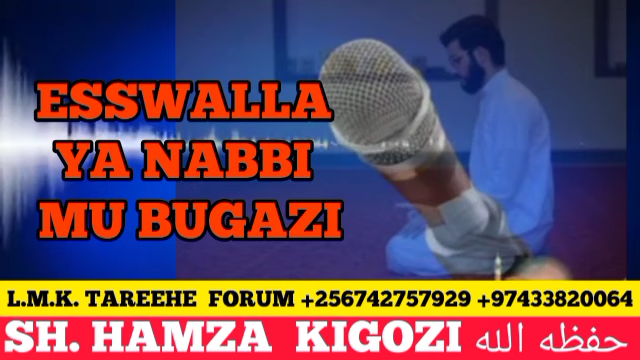 ESSWALLA
YA NABBI
MU BUGAZI
L.M.K. TAREEHE FORUM +256742757929 +97433820064
SH. HAMZA KIGOZI حفظه الله